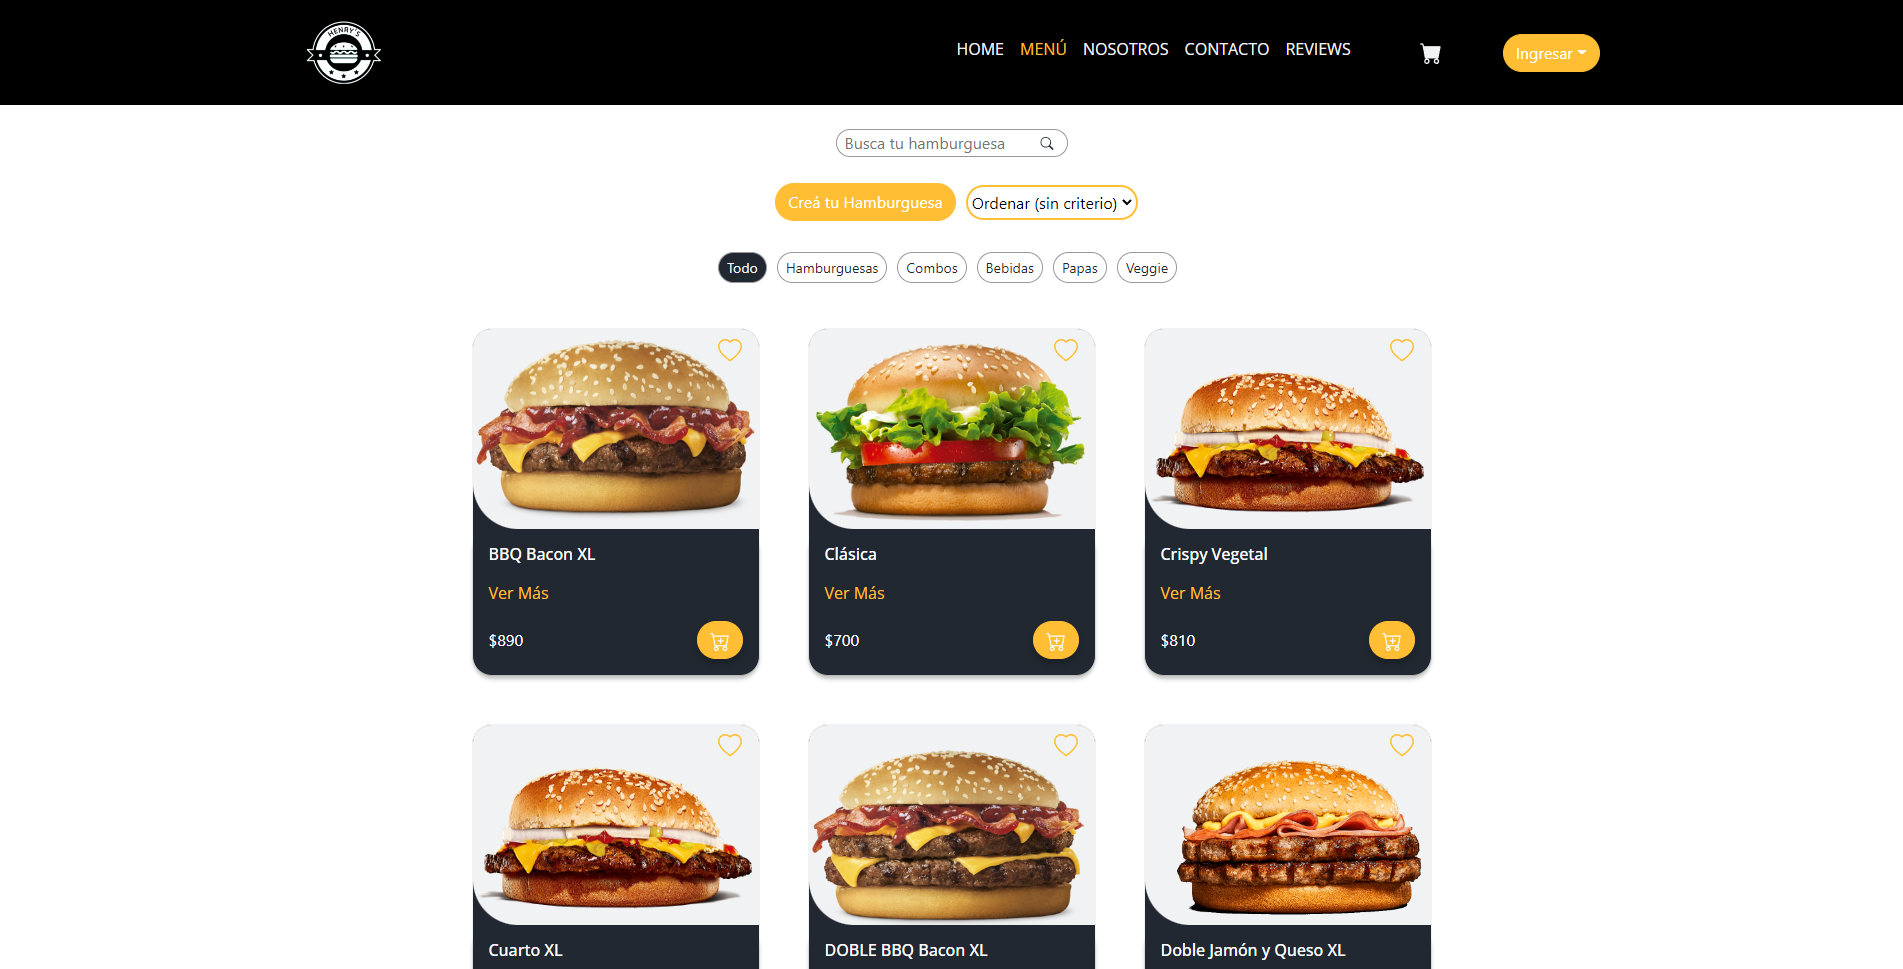 HENRY'S
HOME MENÚ NOSOTROS CONTACTO REVIEWS
Ingresar
Busca tu hamburguesa
Creá tu Hamburguesa
Ordenar (sin criterio)
Todo Hamburguesas Combos Bebidas Papas Veggie
BBQ Bacon XL
Ver Más
$890
Clásica
Ver Más
$700
Crispy Vegetal
Ver Más
$810
Cuarto XL
DOBLE BBQ Bacon XL
Doble Jamón y Queso XL